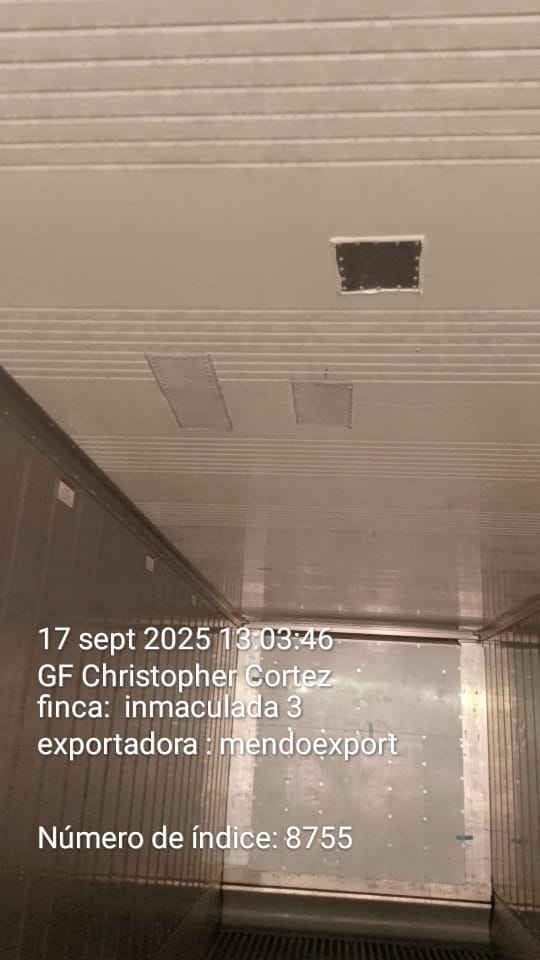 17 sept 2025 13:03:46
GF Christopher Cortez
finca: inmaculada 3
exportadora : mendoexport
Número de índice: 8755